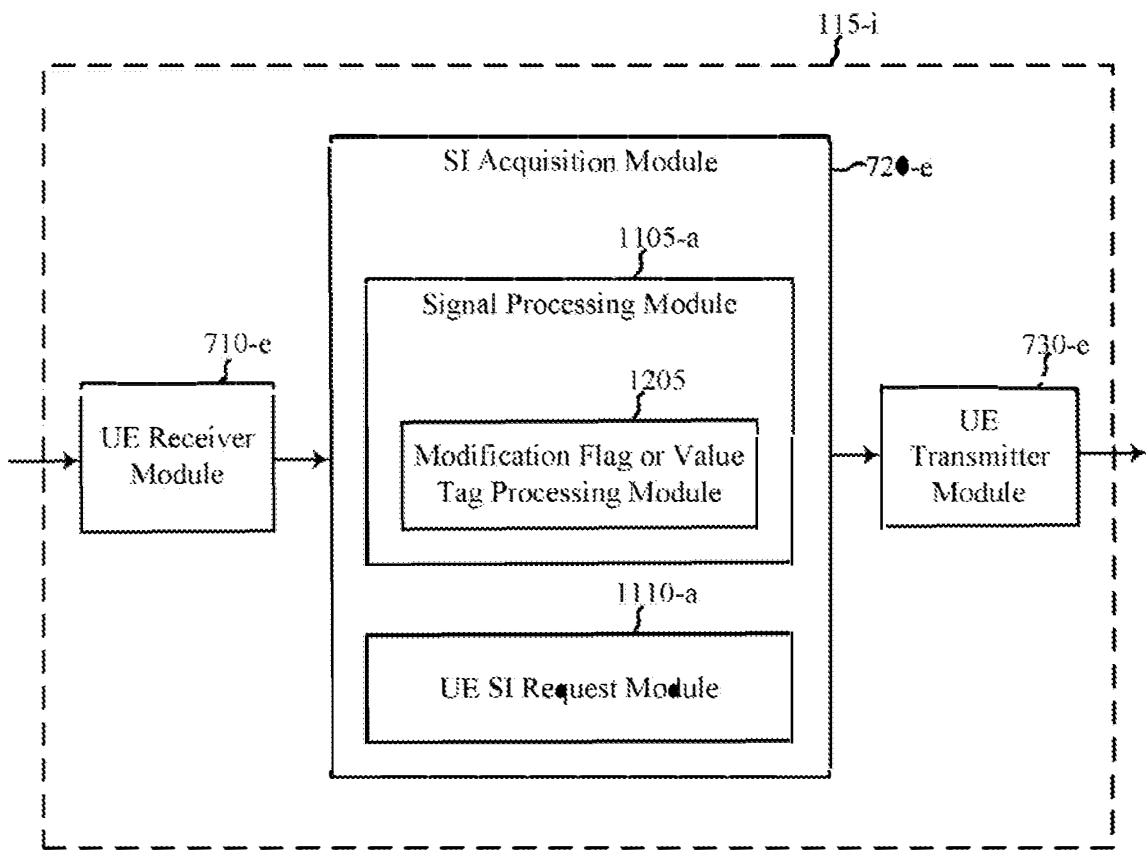 115-i
SI Acquisition Module
720-e
1105-a
Signal Processing Module
710-e
730-e
1205
UE Receiver
Module
Modification Flag or Value
Tag Processing Module
UE
Transmitter
Module
1110-a
UE SI Request Module